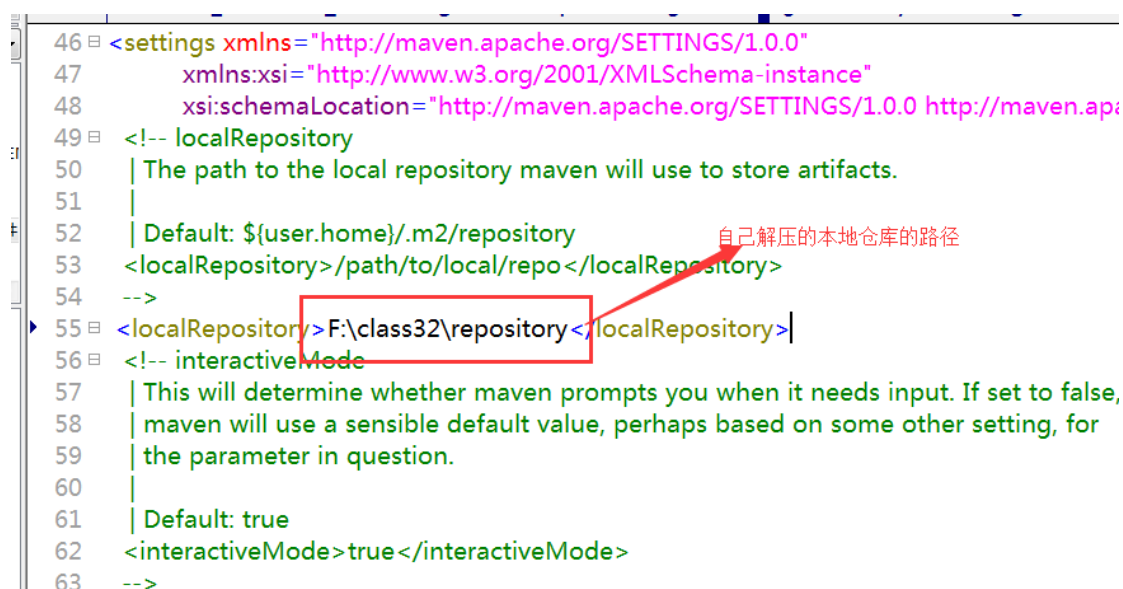 46 <settings xmlns="http://maven.apache.org/SETTINGS/1.0.0"
47 xmlns:xsi="http://www.w3.org/2001/XMLSchema-instance"
48 xsi:schemaLocation="http://maven.apache.org/SETTINGS/1.0.0 http://maven.apa
49 <!-- localRepository
50 | The path to the local repository maven will use to store artifacts.
51 |
52 | Default: ${user.home}/.m2/repository
自己解压的本地仓库的路径
53 <localRepository>/path/to/local/repo</localRepository>
54 -->
55 <localRepository>F:\class32\repository</localRepository>
56 <!-- interactiveMode
57 | This will determine whether maven prompts you when it needs input. If set to false,
58 | maven will use a sensible default value, perhaps based on some other setting, for
59 | the parameter in question.
60 |
61 | Default: true
62 <interactiveMode>true</interactiveMode>
63 -->